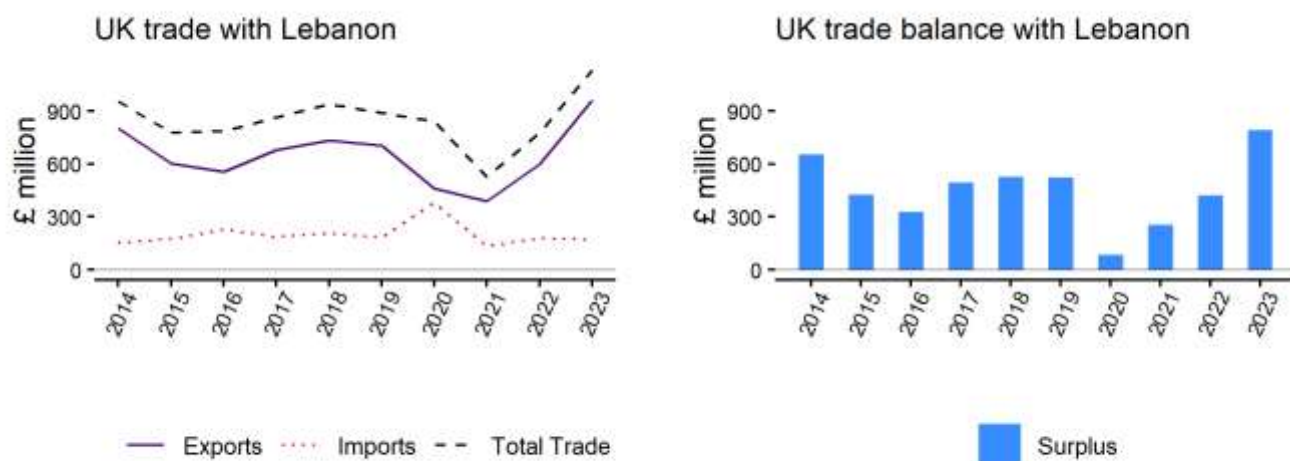 UK trade with Lebanon
£ million
900
600
300
0
2014 2015 2016 2017 2018 2019 2020 2021 2022 2023
Exports Imports Total Trade
UK trade balance with Lebanon
£ million
900
600
300
0
2014 2015 2016 2017 2018 2019 2020 2021 2022 2023
Surplus